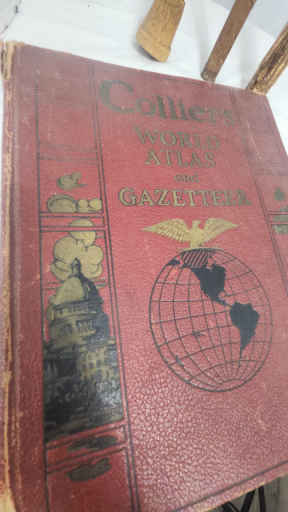 Collier's
WORLD
ATLAS
AND
GAZETTEER